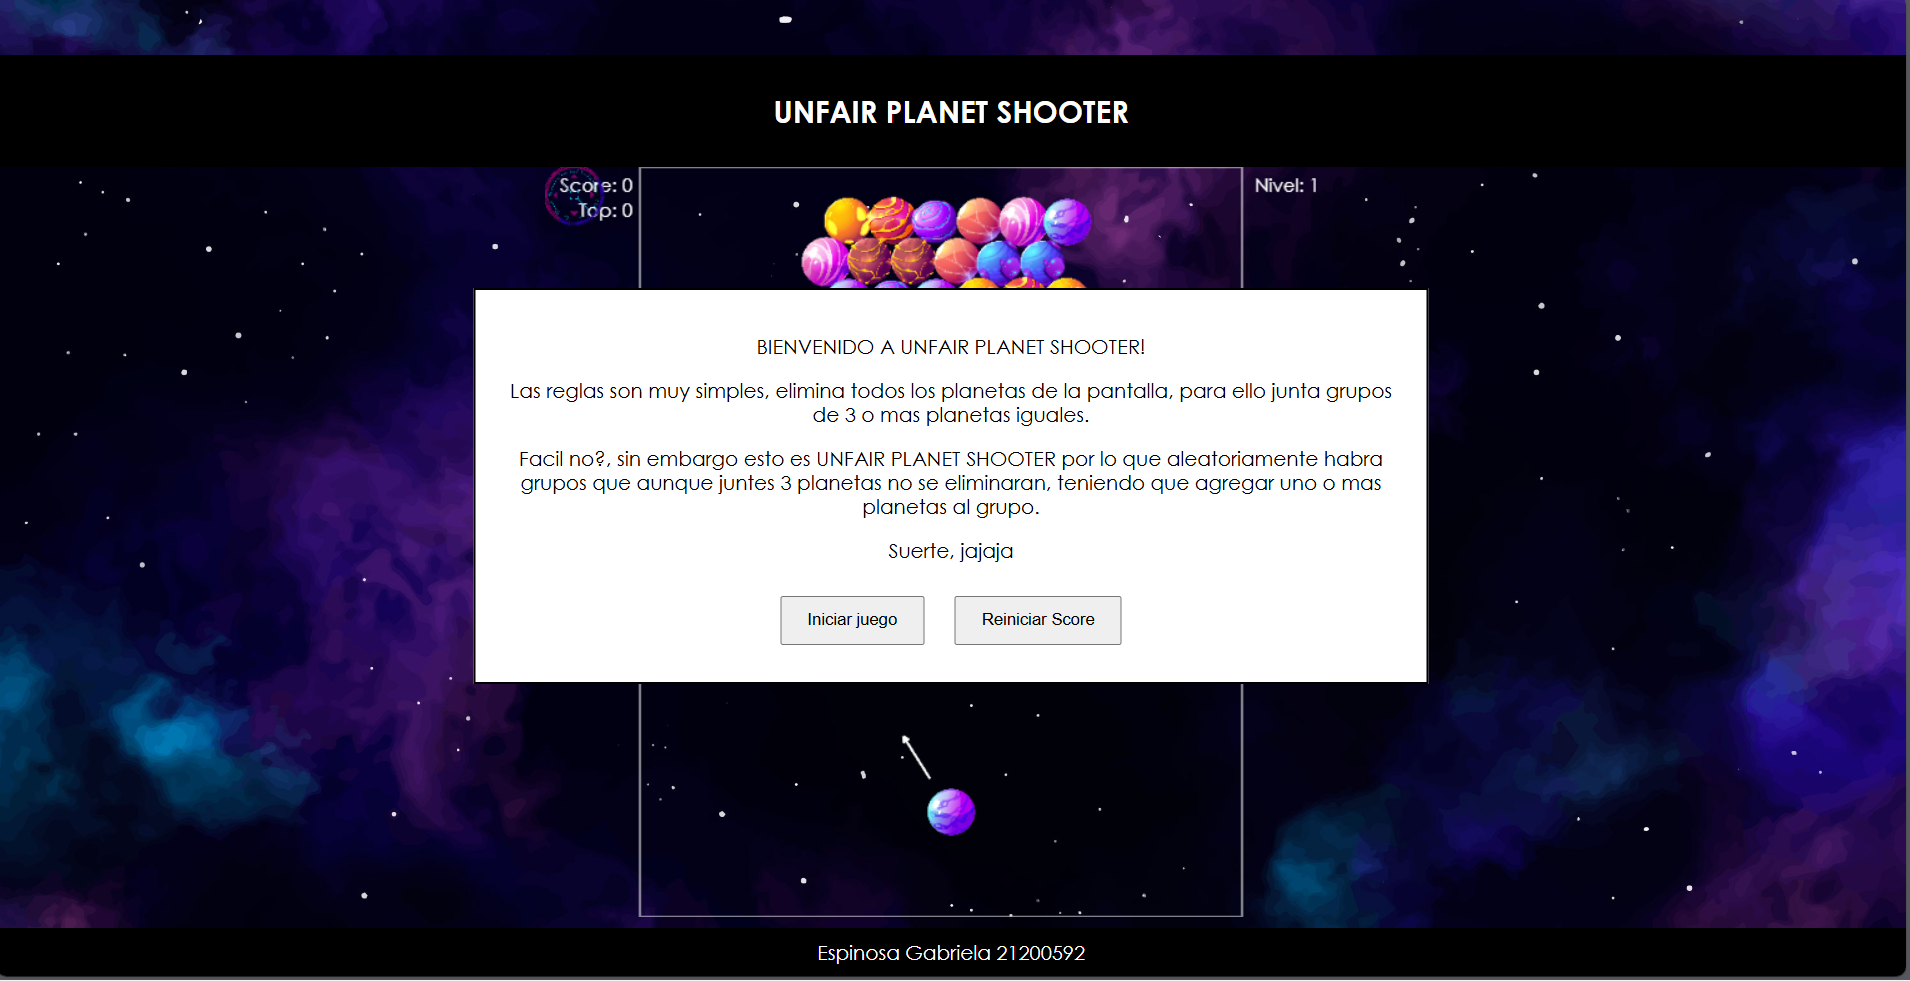 UNFAIR PLANET SHOOTER
Score: 0
Top: 0
Nivel: 1
BIENVENIDO A UNFAIR PLANET SHOOTER!
Las reglas son muy simples, elimina todos los planetas de la pantalla, para ello junta grupos
de 3 o mas planetas iguales.
Facil no?, sin embargo esto es UNFAIR PLANET SHOOTER por lo que aleatoriamente habra
grupos que aunque juntes 3 planetas no se eliminaran, teniendo que agregar uno o mas
planetas al grupo.
Suerte, jajaja
Iniciar juego
Reiniciar Score
Espinosa Gabriela 21200592